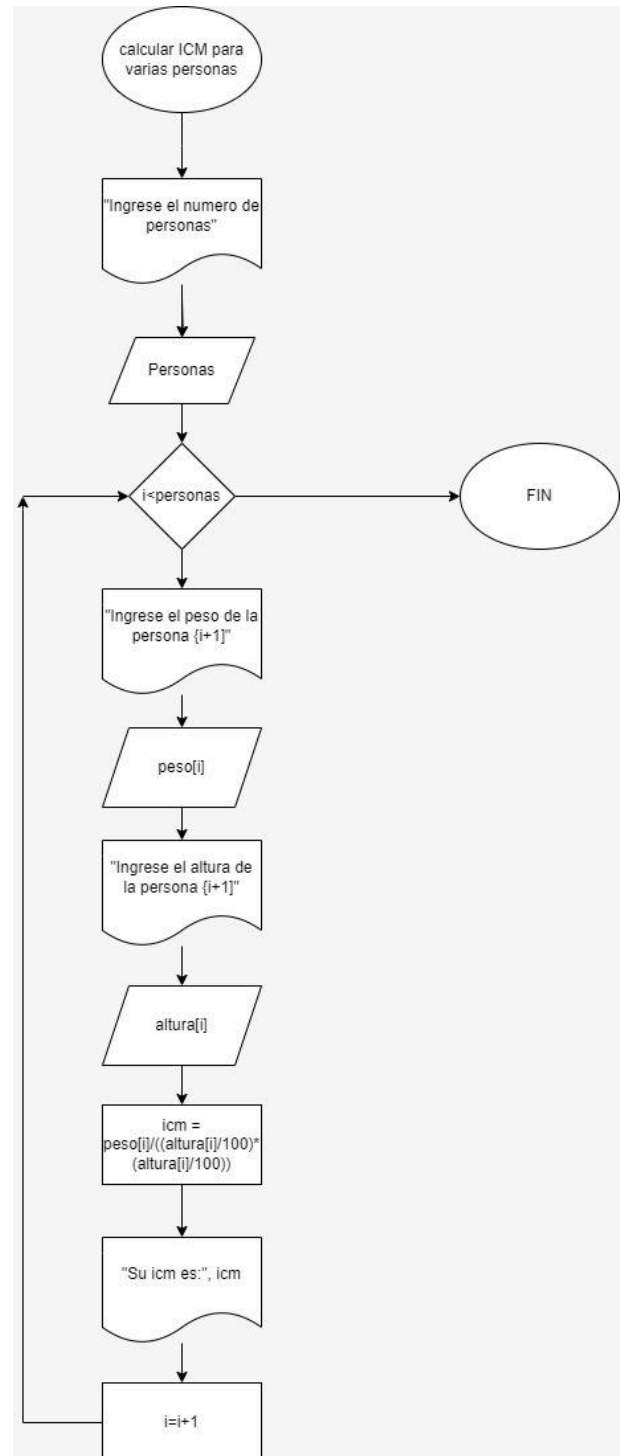 calcular ICM para
varias personas
"Ingrese el numero de
personas"
Personas
i<personas
FIN
"Ingrese el peso de la
persona {i+1]"
peso[i]
"Ingrese el altura de
la persona {i+1]"
altura[i]
icm =
peso[i]/((altura[i]/100)*
(altura[i]/100))
"Su icm es:", icm
i=i+1